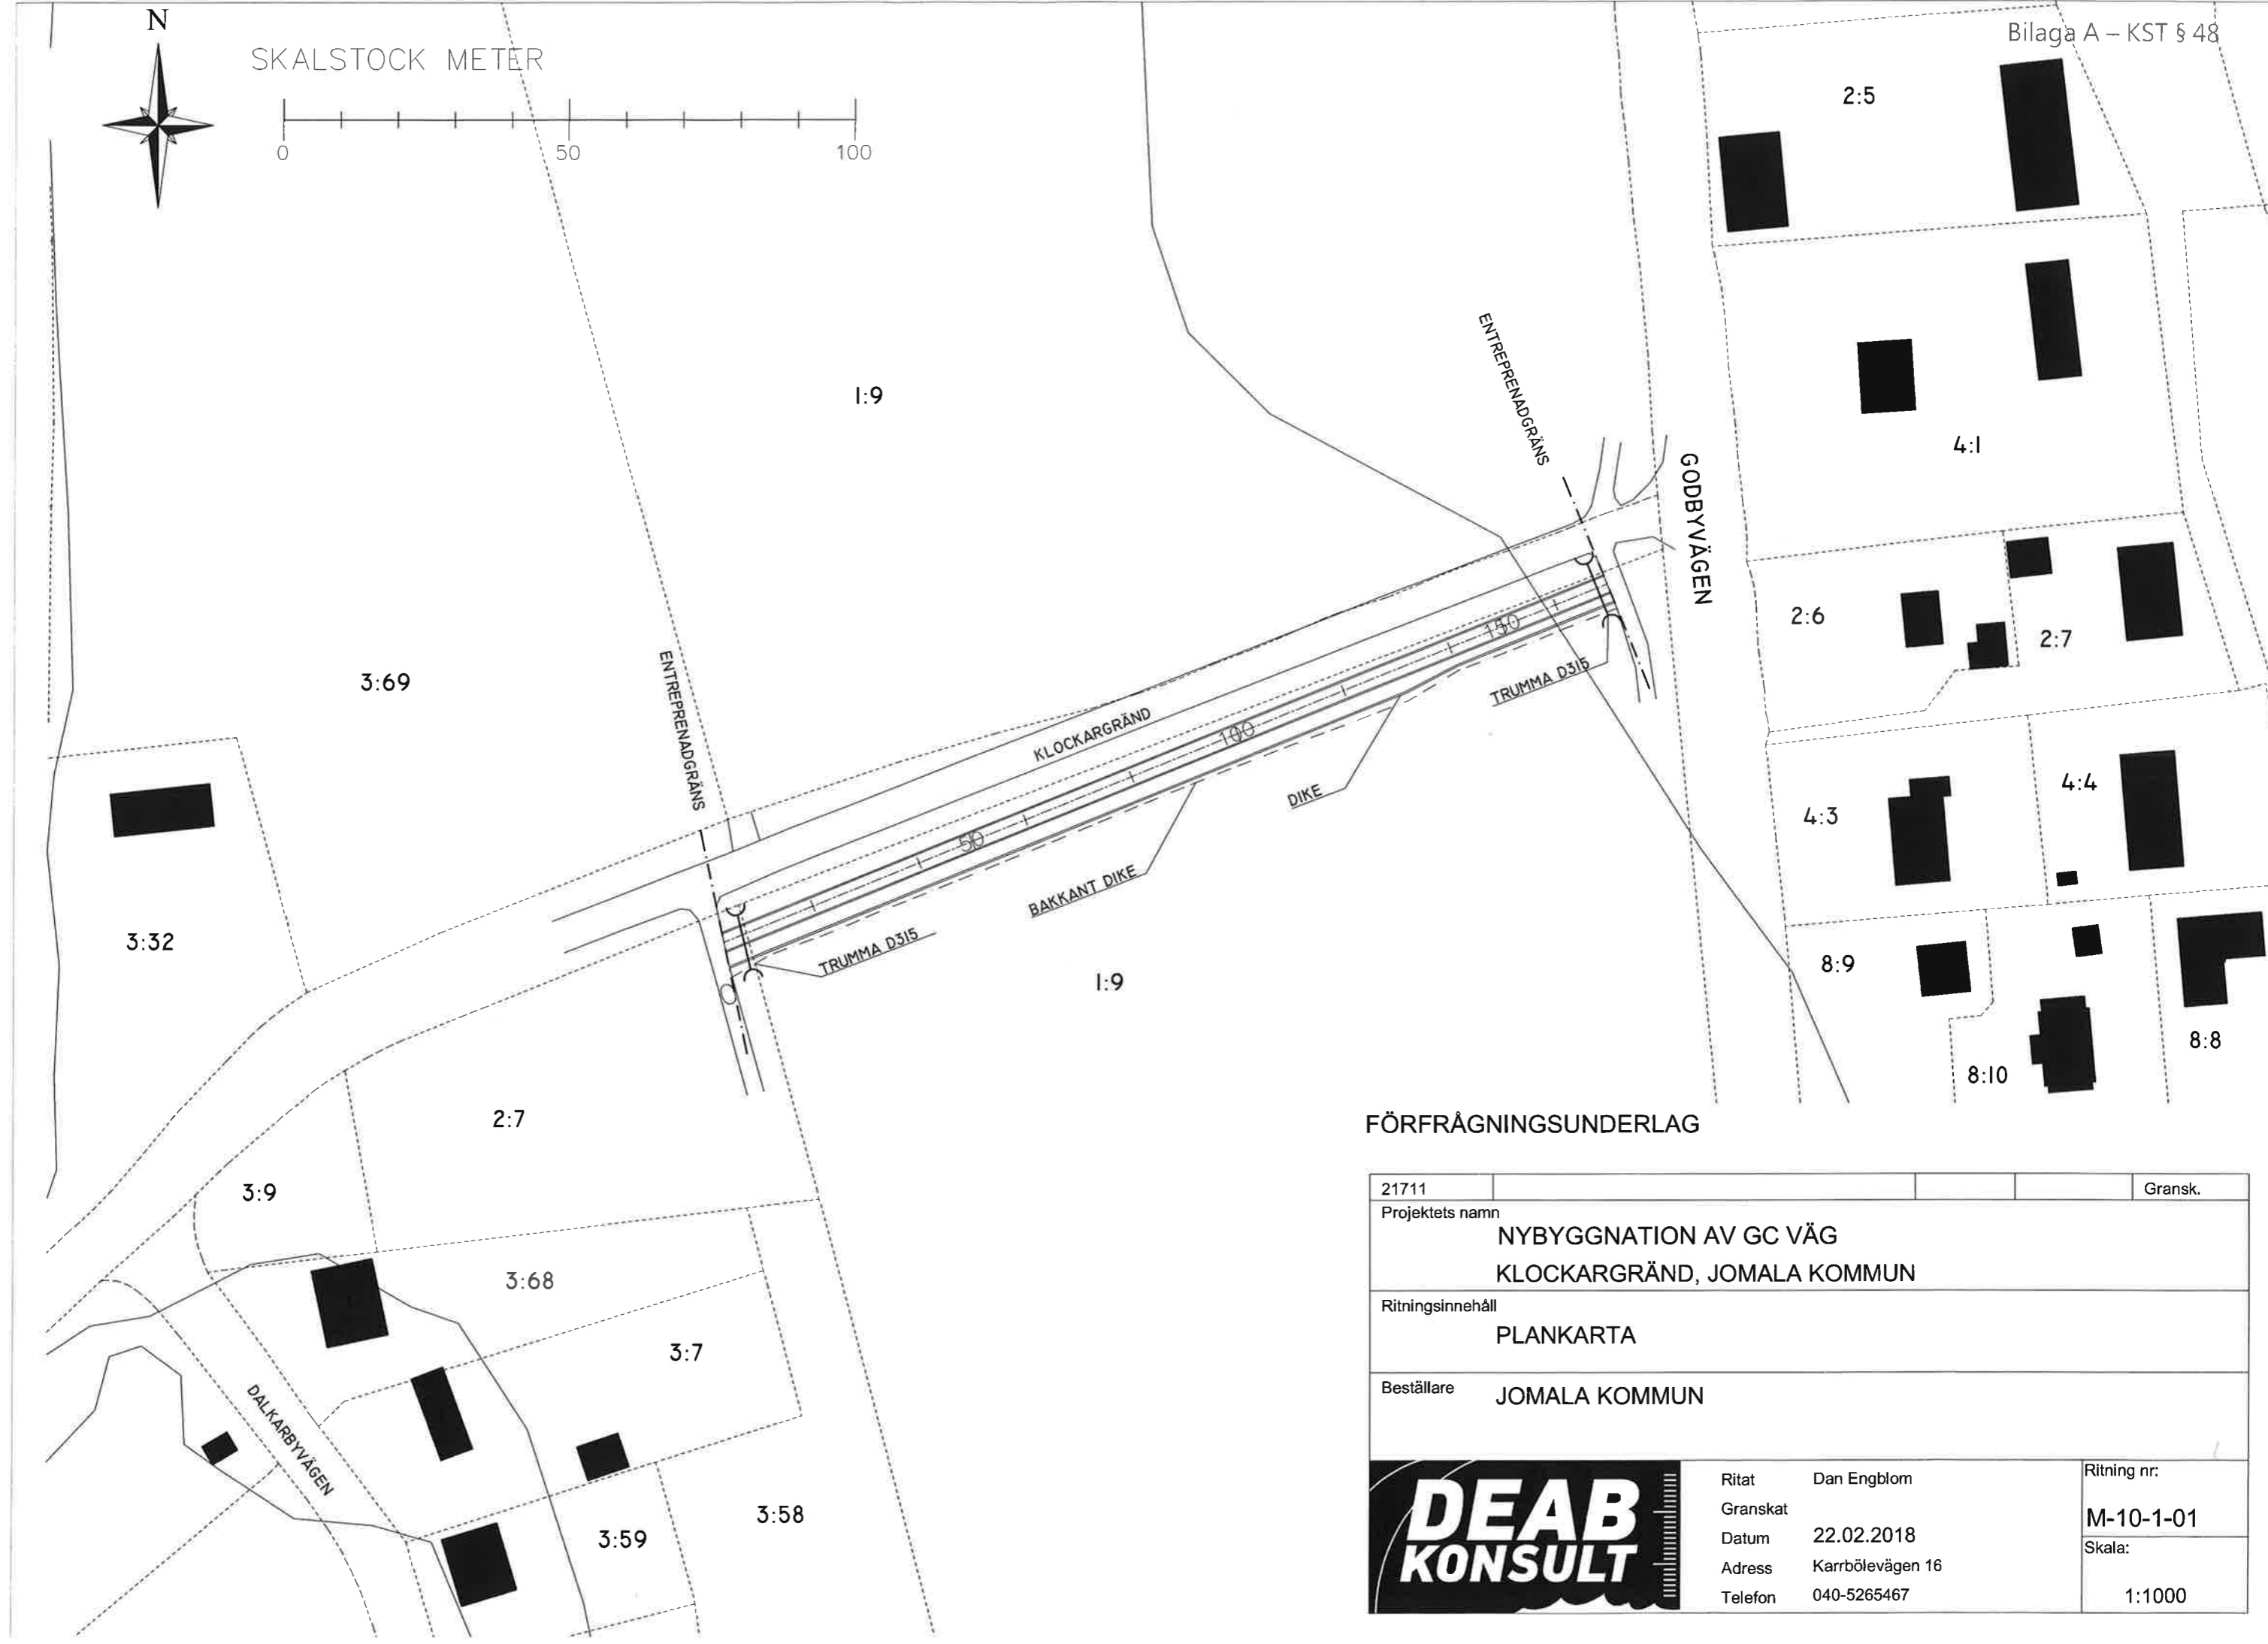 N
SKALSTOCK METER
0 50 100
Bilaga A – KST § 48
2:5
1:9
ENTREPRENADGRÄNS
GODBYVÄGEN
4:1
2:6
2:7
3:69
ENTREPRENADGRÄNS
KLOCKARGRÄND
150
TRUMMA D315
100
DIKE
50
BAKKANT DIKE
TRUMMA D315
4:3
4:4
3:32
1:9
8:9
8:10
8:8
2:7
3:9
3:68
3:7
DALKARBYVÄGEN
3:59
3:58
FÖRFRÅGNINGSUNDERLAG
21711 Gransk.
Projektets namn
NYBYGGNATION AV GC VÄG
KLOCKARGRÄND, JOMALA KOMMUN
Ritningsinnehåll
PLANKARTA
Beställare JOMALA KOMMUN
DEAB
KONSULT
Ritat Dan Engblom
Granskat
Datum 22.02.2018
Adress Karrbölevägen 16
Telefon 040-5265467
Ritning nr:
M-10-1-01
Skala:
1:1000